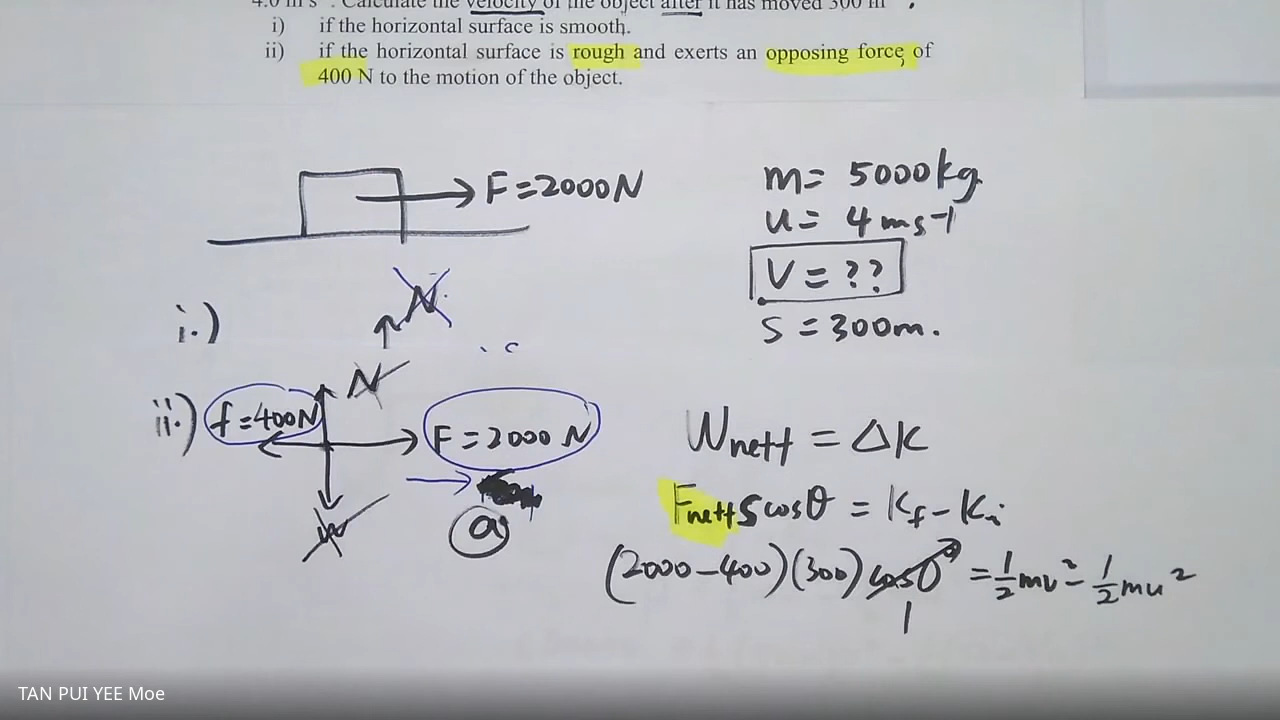 4.0 m s⁻¹. Calculate the velocity of the object after it has moved 300 m
i) if the horizontal surface is smooth.
ii) if the horizontal surface is rough and exerts an opposing force of
400 N to the motion of the object.
F = 2000N
m = 5000kg
u = 4 ms⁻¹
V = ??
s = 300m.
i.)
N
N
ii.) f = 400N
F = 2000 N
a
Wnett = ΔK
Fnett s cosθ = Kf - Ki
(2000 - 400)(300) cos0° = ½mv² - ½mu²
1
TAN PUI YEE Moe